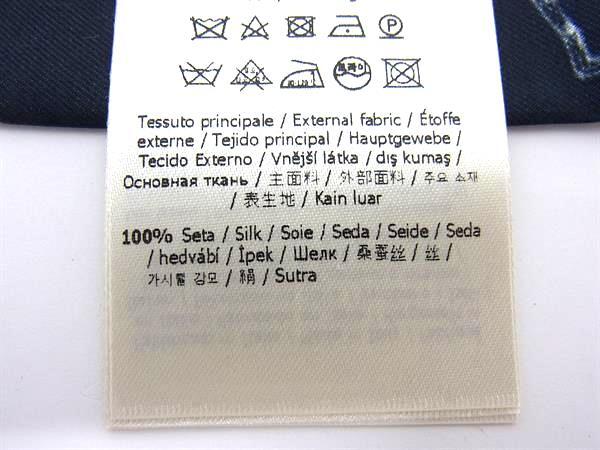 Tessuto principale / External fabric / Étoffe
externe / Tejido principal / Hauptgewebe /
Tecido Externo / Vnější látka / dış kumaş /
Основная ткань / 主面料 / 外部面料 / 주요 소재
/ 表生地 / Kain luar
100% Seta / Silk / Soie / Seda / Seide / Seda
/ hedvábí / İpek / Шелк / 桑蚕丝 / 丝 /
가시불 감모 / 絹 / Sutra